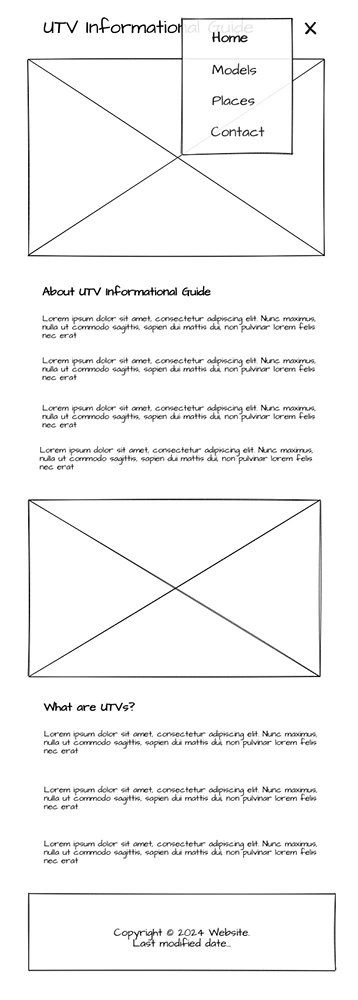 UTV Informational Guide
X
Home
Models
Places
Contact
About UTV Informational Guide
Lorem ipsum dolor sit amet, consectetur adipiscing elit. Nunc maximus,
nulla ut commodo sagittis, sapien dui mattis dui, non pulvinar lorem felis
nec erat
Lorem ipsum dolor sit amet, consectetur adipiscing elit. Nunc maximus,
nulla ut commodo sagittis, sapien dui mattis dui, non pulvinar lorem felis
nec erat
Lorem ipsum dolor sit amet, consectetur adipiscing elit. Nunc maximus,
nulla ut commodo sagittis, sapien dui mattis dui, non pulvinar lorem felis
nec erat
Lorem ipsum dolor sit amet, consectetur adipiscing elit. Nunc maximus,
nulla ut commodo sagittis, sapien dui mattis dui, non pulvinar lorem felis
nec erat
What are UTVs?
Lorem ipsum dolor sit amet, consectetur adipiscing elit. Nunc maximus,
nulla ut commodo sagittis, sapien dui mattis dui, non pulvinar lorem felis
nec erat
Lorem ipsum dolor sit amet, consectetur adipiscing elit. Nunc maximus,
nulla ut commodo sagittis, sapien dui mattis dui, non pulvinar lorem felis
nec erat
Lorem ipsum dolor sit amet, consectetur adipiscing elit. Nunc maximus,
nulla ut commodo sagittis, sapien dui mattis dui, non pulvinar lorem felis
nec erat
Copyright © 2024 Website.
Last modified date...